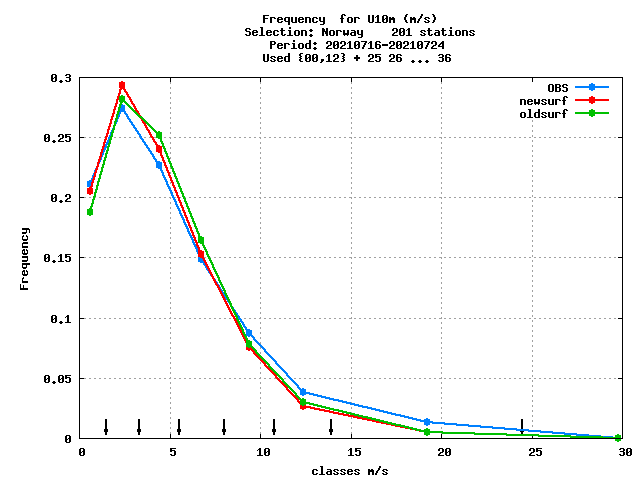 Frequency  for U10m (m/s)
Selection: Norway    201 stations
Period: 20210716-20210724
Used {00,12} + 25 26 ... 36
OBS
newsurf
oldsurf
0.3
0.25
0.2
0.15
0.1
0.05
0
Frequency
0 5 10 15 20 25 30
classes m/s